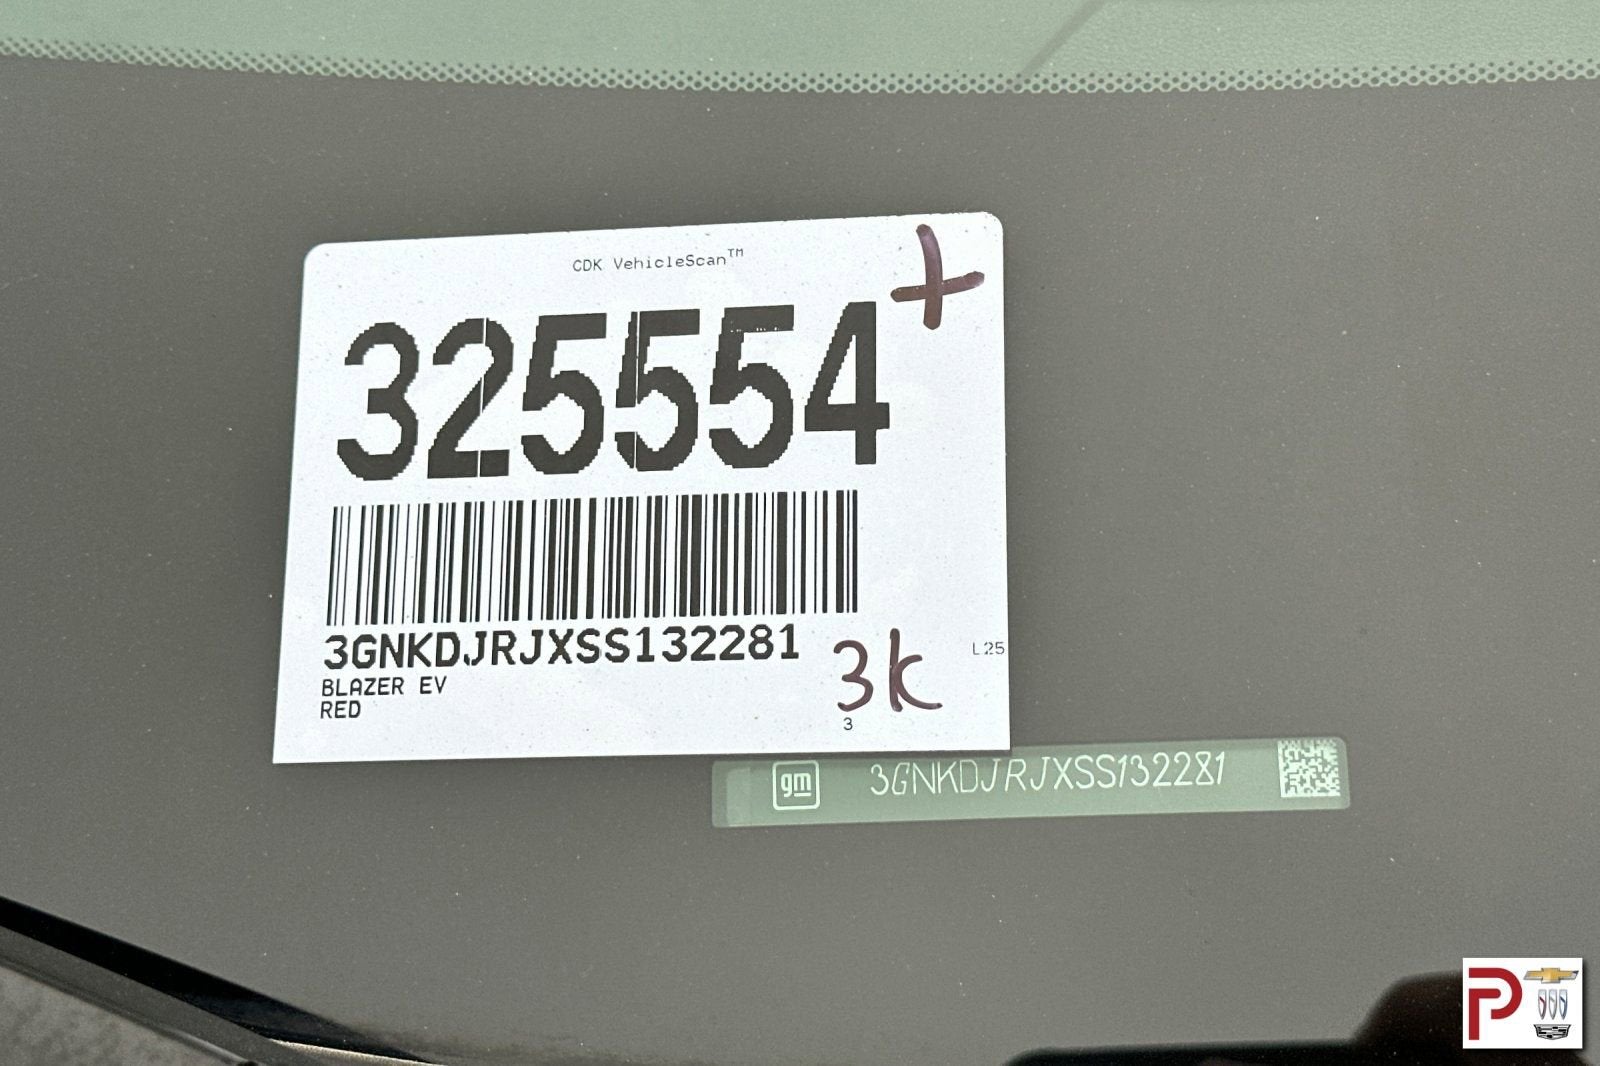 CDK VehicleScan™
325554 +
3GNKDJRJXSS132281
BLAZER EV
RED
3K
L25
3
gm 3GNKDJRJXSS132281
P